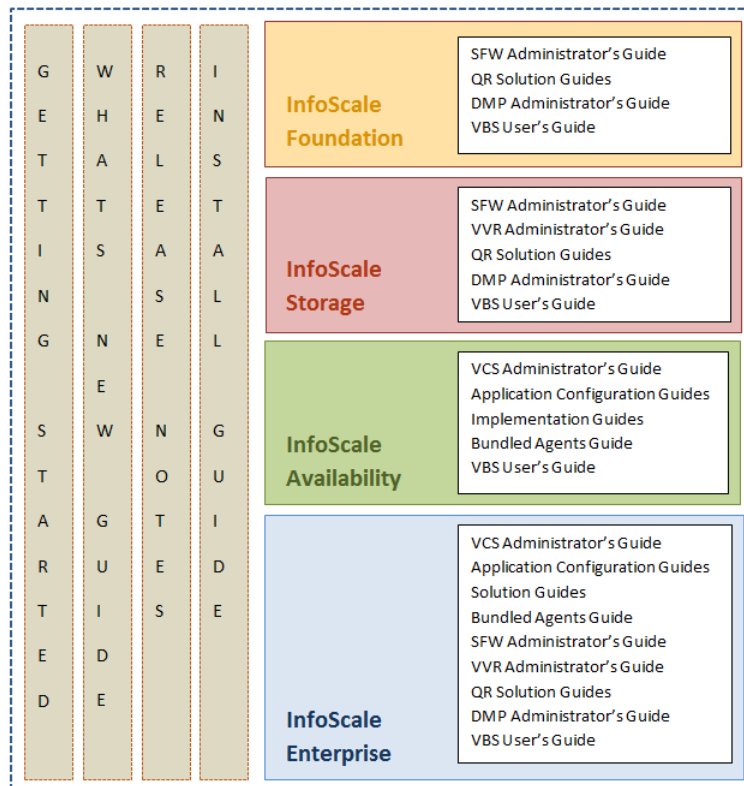 GETTING STARTED
WHATS NEW GUIDE
RELEASE NOTES
INSTALL GUIDE
InfoScale
Foundation
SFW Administrator's Guide
QR Solution Guides
DMP Administrator's Guide
VBS User's Guide
InfoScale
Storage
SFW Administrator's Guide
VVR Administrator's Guide
QR Solution Guides
DMP Administrator's Guide
VBS User's Guide
InfoScale
Availability
VCS Administrator's Guide
Application Configuration Guides
Implementation Guides
Bundled Agents Guide
VBS User's Guide
InfoScale
Enterprise
VCS Administrator's Guide
Application Configuration Guides
Solution Guides
Bundled Agents Guide
SFW Administrator's Guide
VVR Administrator's Guide
QR Solution Guides
DMP Administrator's Guide
VBS User's Guide